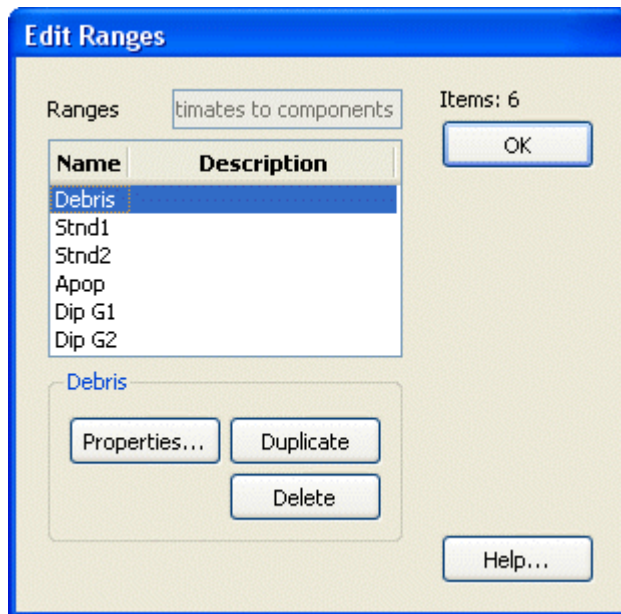 Edit Ranges
Ranges
timates to components
Items: 6
OK
Name Description
Debris
Stnd1
Stnd2
Apop
Dip G1
Dip G2
Debris
Properties... Duplicate
Delete
Help...